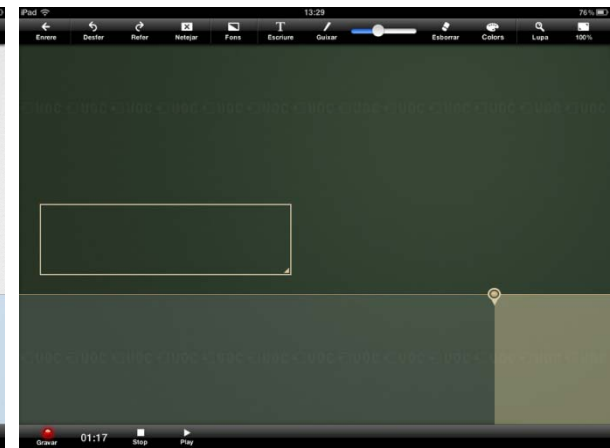 iPad 13:29 76%
Enrere Desfer Refer Netejar Fons Escriure Guixar Esborrar Colors Lupa 100%
Gravar 01:17 Stop Play